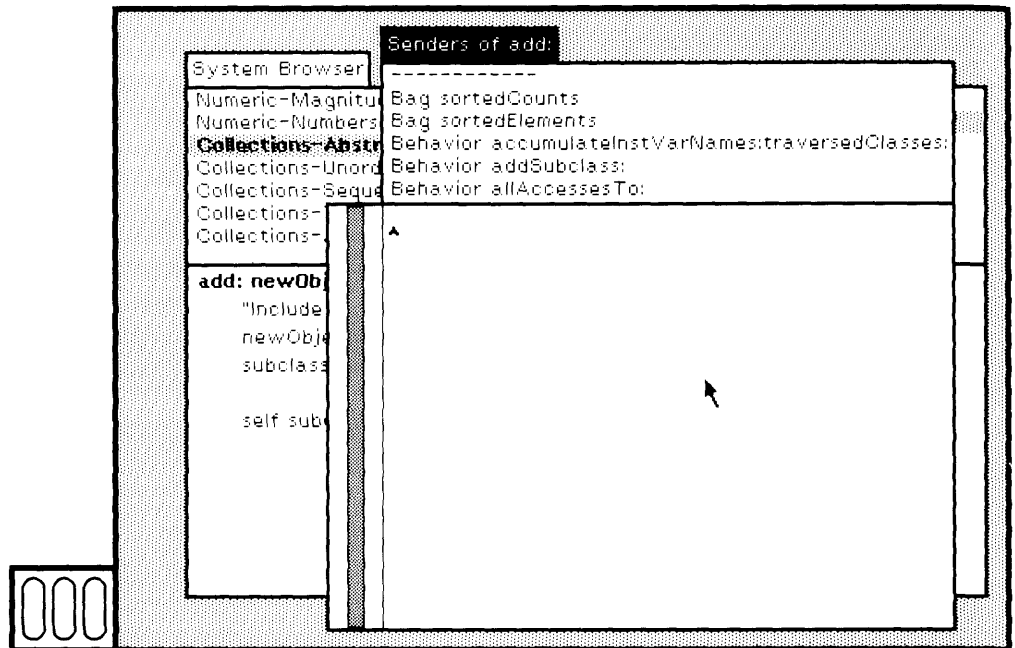 Senders of add:
System Browser
------------
Numeric-Magnitu
Bag sortedCounts
Numeric-Numbers
Bag sortedElements
Collections-Abstr
Behavior accumulateInstVarNames:traversedClasses:
Collections-Unord
Behavior addSubclass:
Collections-Seque
Behavior allAccessesTo:
Collections-
Collections-
add: newObj
"Include
newObje
subclass
self sub